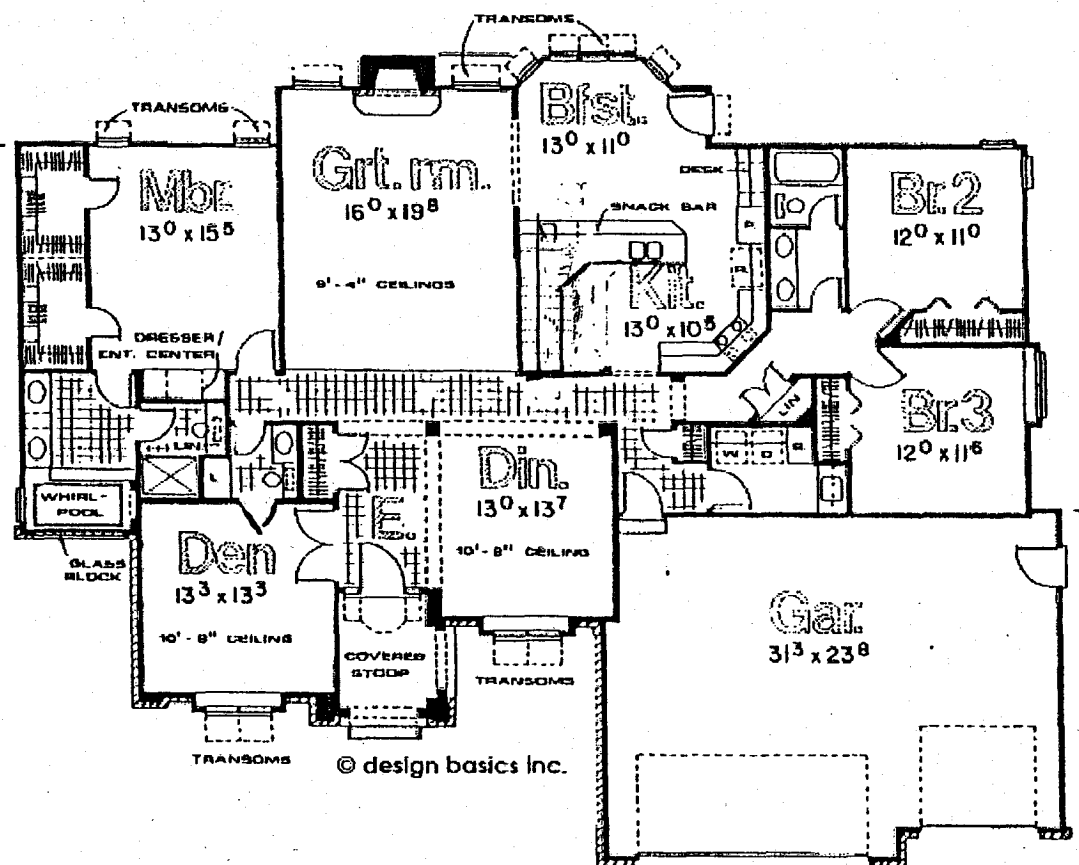 TRANSOMS
TRANSOMS
Bfst.
13⁰ x 11⁰
Grt. rm.
16⁰ x 19⁸
9'-4" CEILINGS
Mbr.
13⁰ x 15⁵
DESK
SNACK BAR
Br. 2
12⁰ x 11⁰
P.
R.
Kit.
13⁰ x 10⁵
DRESSER/
ENT. CENTER
LIN
Br. 3
12⁰ x 11⁶
LIN
W
D
WHIRL-
POOL
GLASS
BLOCK
Din.
13⁰ x 13⁷
10'-8" CEILING
E.
Den
13³ x 13³
10'-8" CEILING
Gar.
31³ x 23⁸
COVERED
STOOP
TRANSOMS
TRANSOMS
© design basics inc.